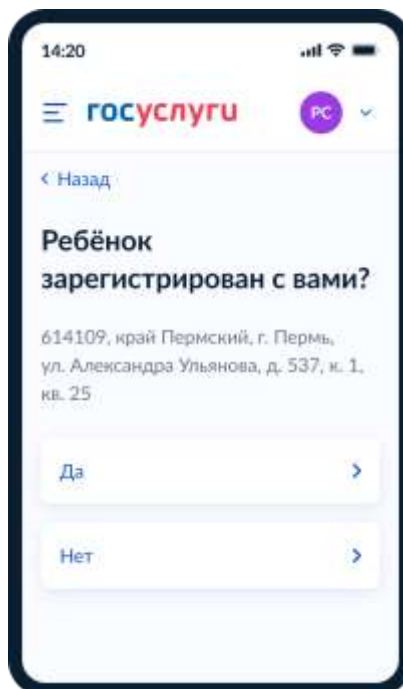 14:20
госуслуги
РС
Назад
Ребёнок
зарегистрирован с вами?
614109, край Пермский, г. Пермь,
ул. Александра Ульянова, д. 537, к. 1,
кв. 25
Да
Нет